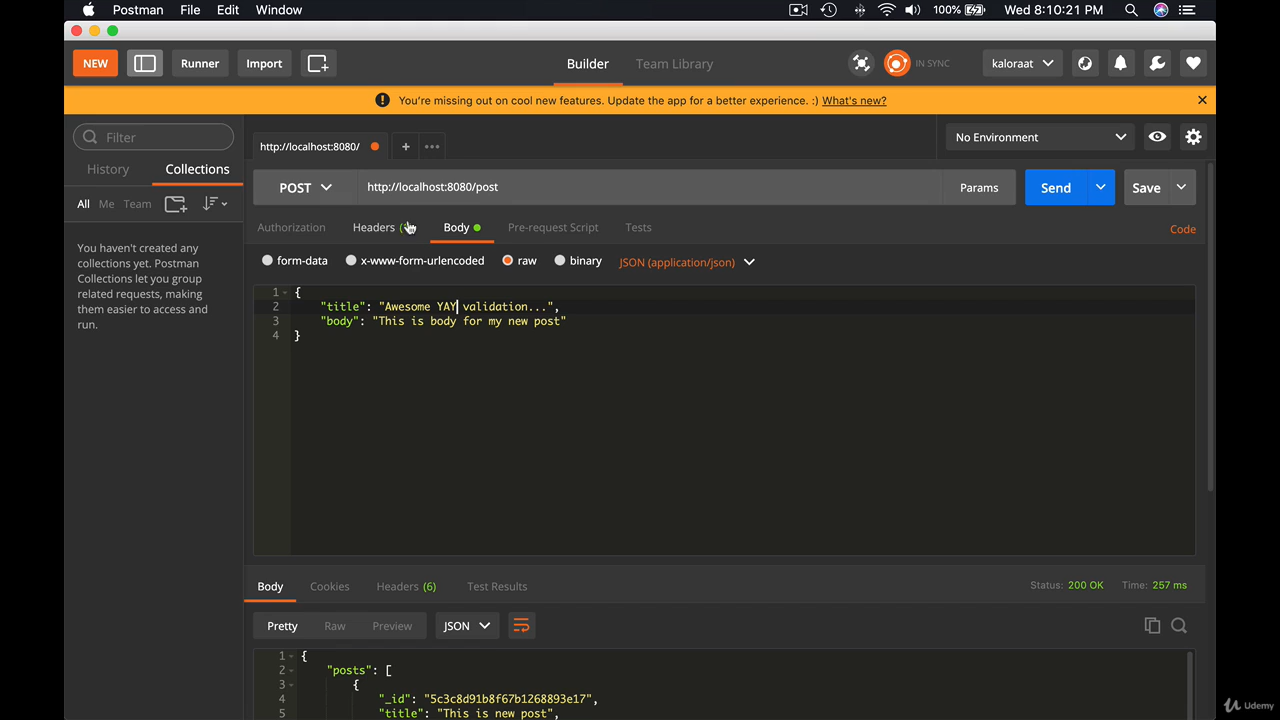 Postman File Edit Window 100% Wed 8:10:21 PM
NEW Runner Import Builder Team Library IN SYNC kaloraat
You're missing out on cool new features. Update the app for a better experience. :) What's new?
Filter
http://localhost:8080/
No Environment
History Collections
POST http://localhost:8080/post Params Send Save
All Me Team
Authorization Headers Body Pre-request Script Tests Code
You haven't created any
collections yet. Postman
Collections let you group
related requests, making
them easier to access and
run.
form-data x-www-form-urlencoded raw binary JSON (application/json)
1 {
2 "title": "Awesome YAY validation...",
3 "body": "This is body for my new post"
4 }
Body Cookies Headers (6) Test Results Status: 200 OK Time: 257 ms
Pretty Raw Preview JSON
1 {
2 "posts": [
3 {
4 "_id": "5c3c8d91b8f67b1268893e17",
5 "title": "This is new post",
Udemy